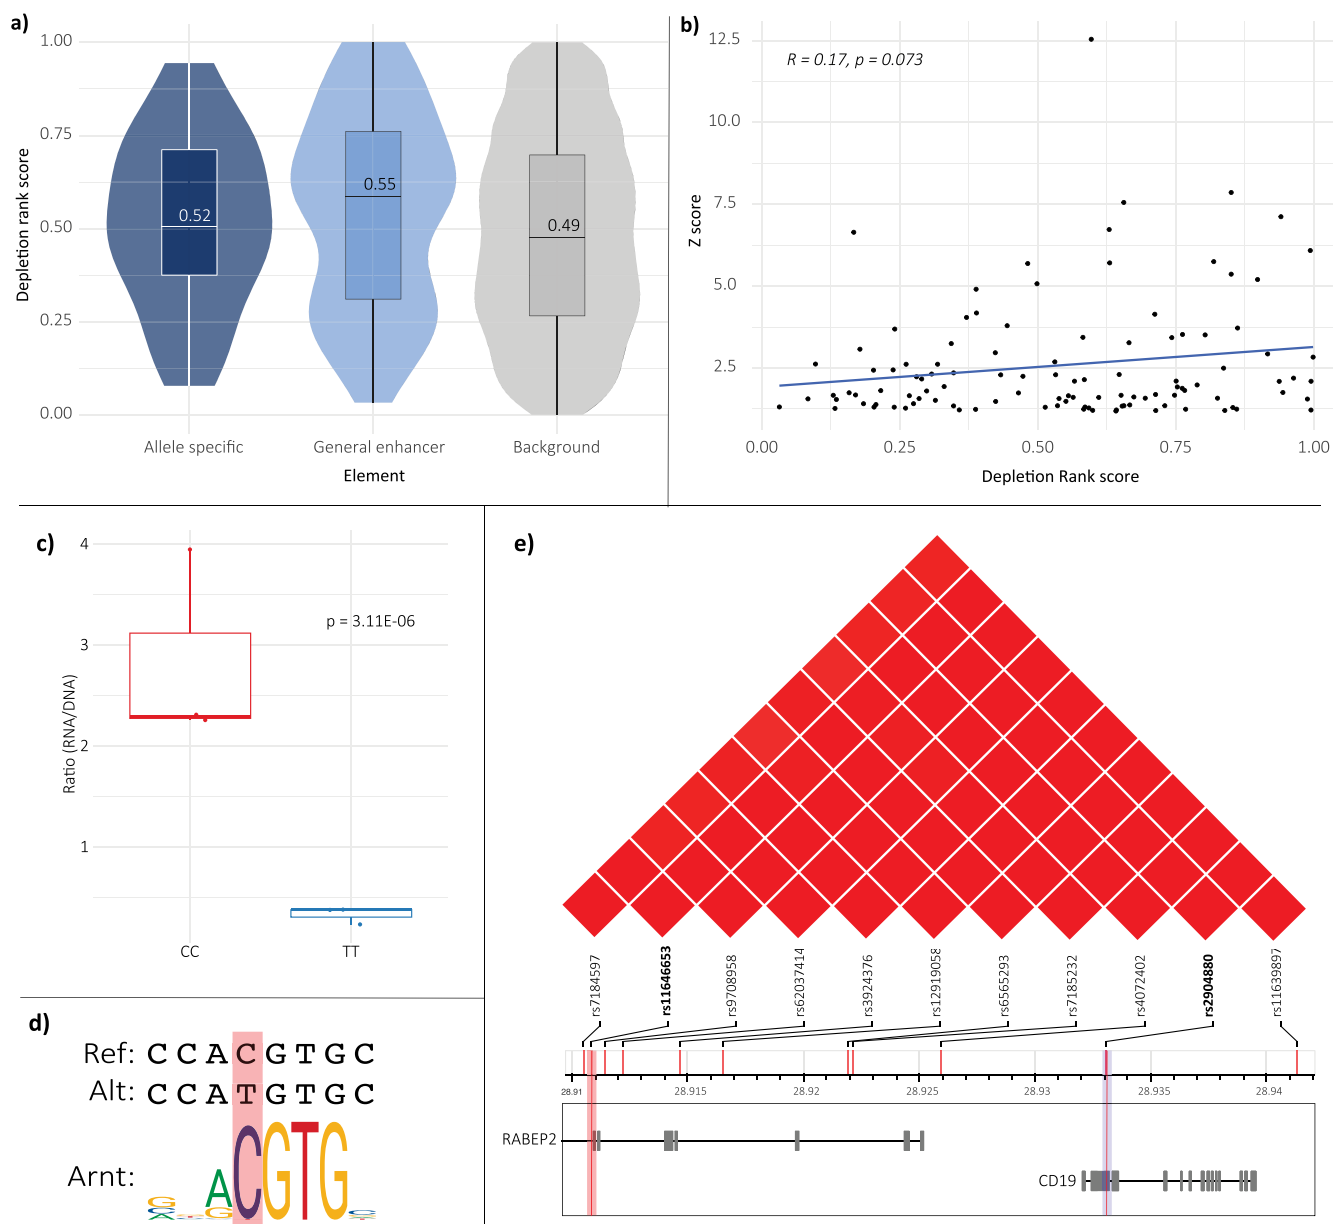 a)
1.00
0.75
0.50
0.25
0.00
Depletion rank score
0.52
0.55
0.49
Allele specific
General enhancer
Background
Element
b)
R = 0.17, p = 0.073
12.5
10.0
7.5
5.0
2.5
Z score
0.00 0.25 0.50 0.75 1.00
Depletion Rank score
c)
4
3
2
1
Ratio (RNA/DNA)
p = 3.11E-06
CC TT
d)
Ref: CCACGTGC
Alt: CCATGTGC
Arnt: ACGTG
e)
rs7184597
rs11646653
rs9708958
rs62037414
rs3924376
rs12919058
rs6565293
rs7185232
rs4072402
rs2904880
rs11639897
28.91 28.915 28.92 28.925 28.93 28.935 28.94
RABEP2
CD19